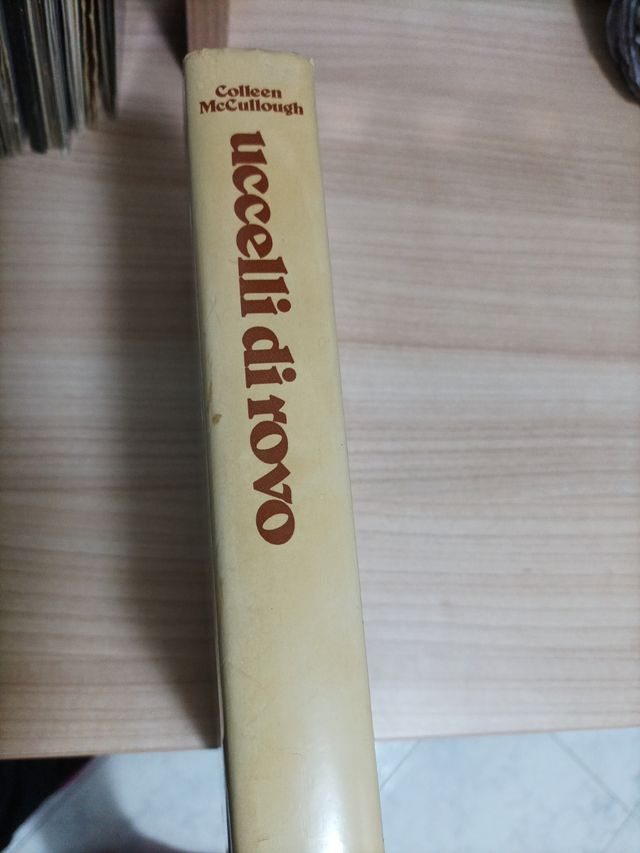 Colleen
McCullough
uccelli di rovo